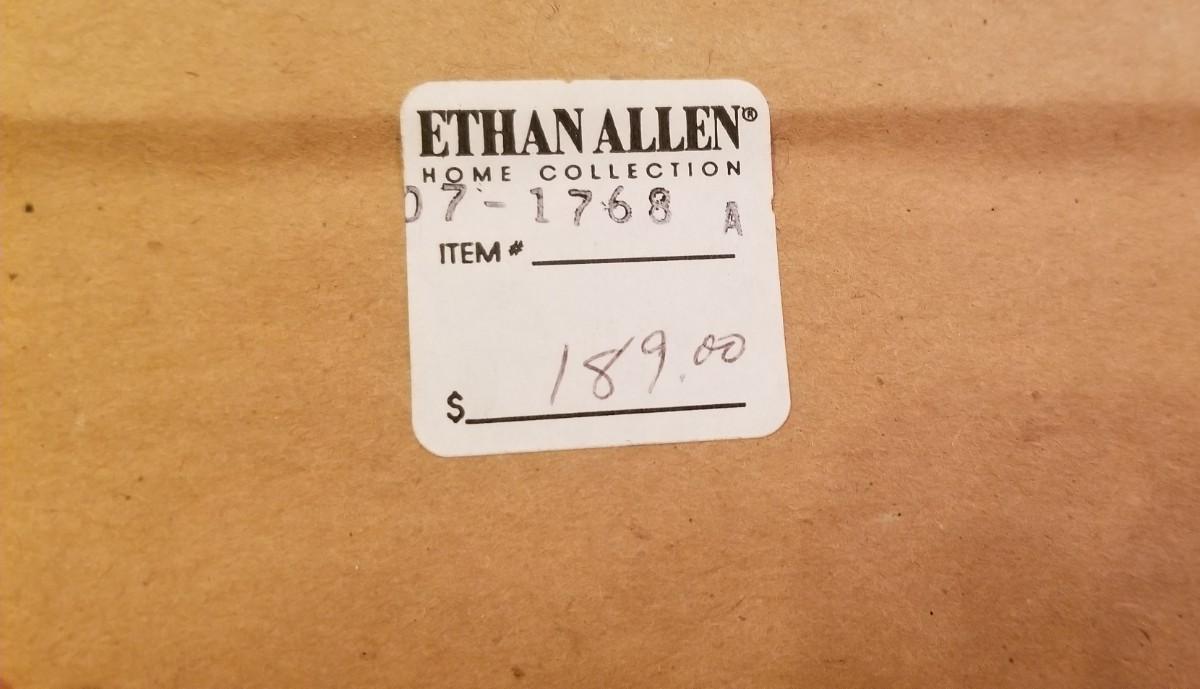 ETHAN ALLEN®
HOME COLLECTION
07-1768 A
ITEM #
189.00
$